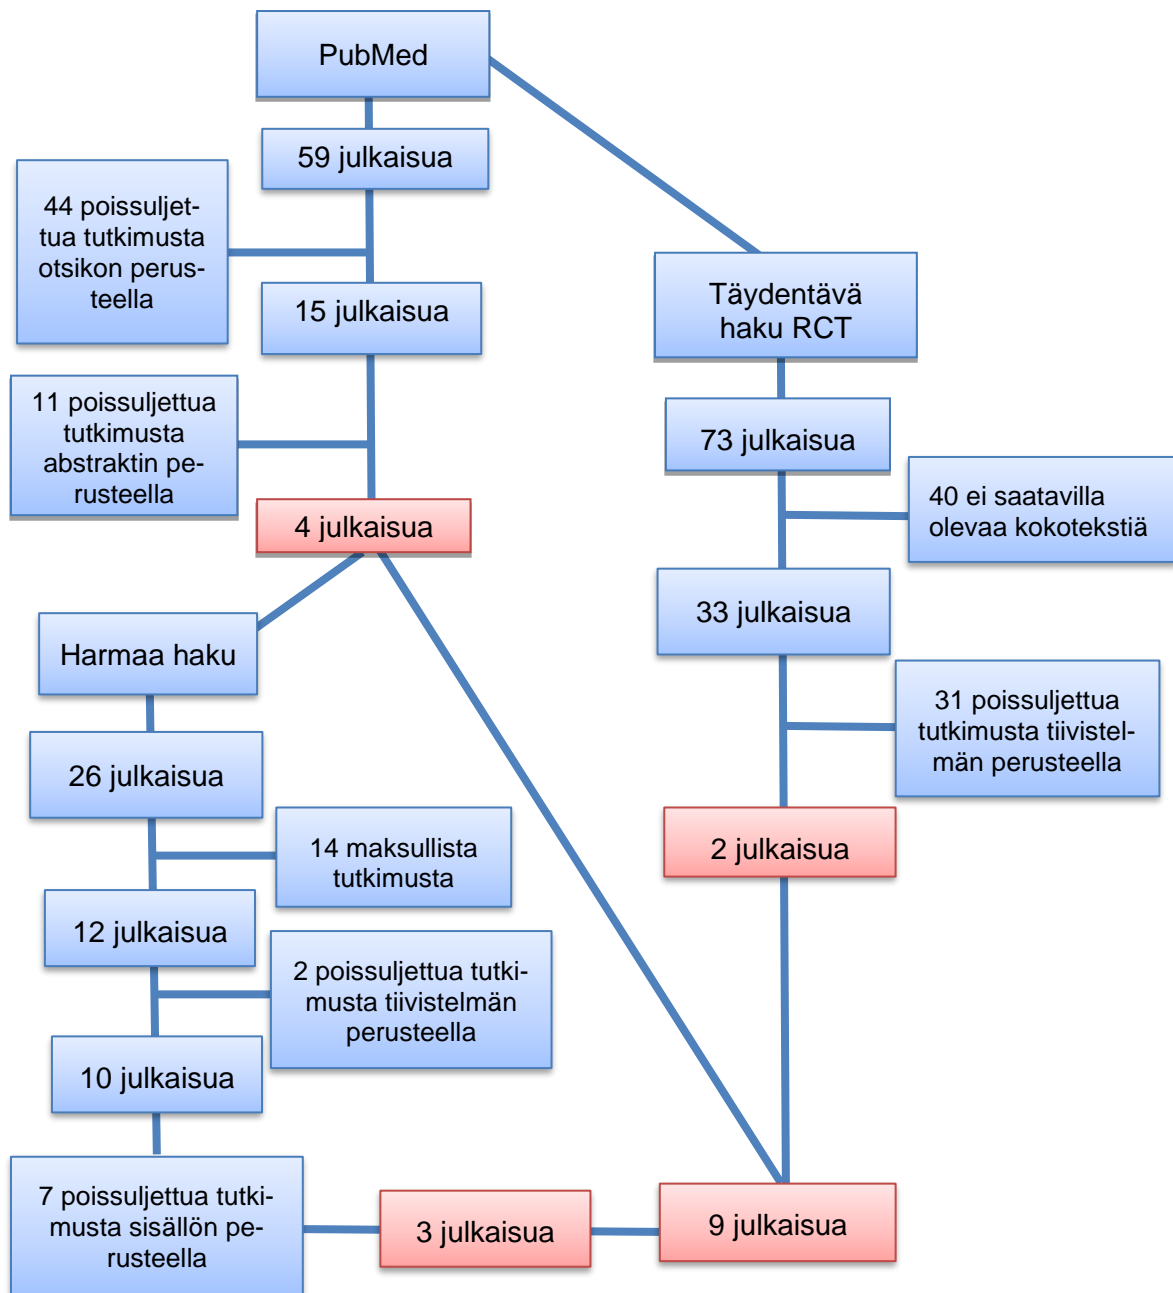 PubMed
59 julkaisua
44 poissuljet-
tua tutkimusta
otsikon perus-
teella
15 julkaisua
11 poissuljettua
tutkimusta
abstraktin pe-
rusteella
4 julkaisua
Täydentävä
haku RCT
73 julkaisua
40 ei saatavilla
olevaa kokotekstiä
33 julkaisua
31 poissuljettua
tutkimusta tiivistel-
män perusteella
2 julkaisua
Harmaa haku
26 julkaisua
14 maksullista
tutkimusta
12 julkaisua
2 poissuljettua tutki-
musta tiivistelmän
perusteella
10 julkaisua
7 poissuljettua tutki-
musta sisällön pe-
rusteella
3 julkaisua
9 julkaisua